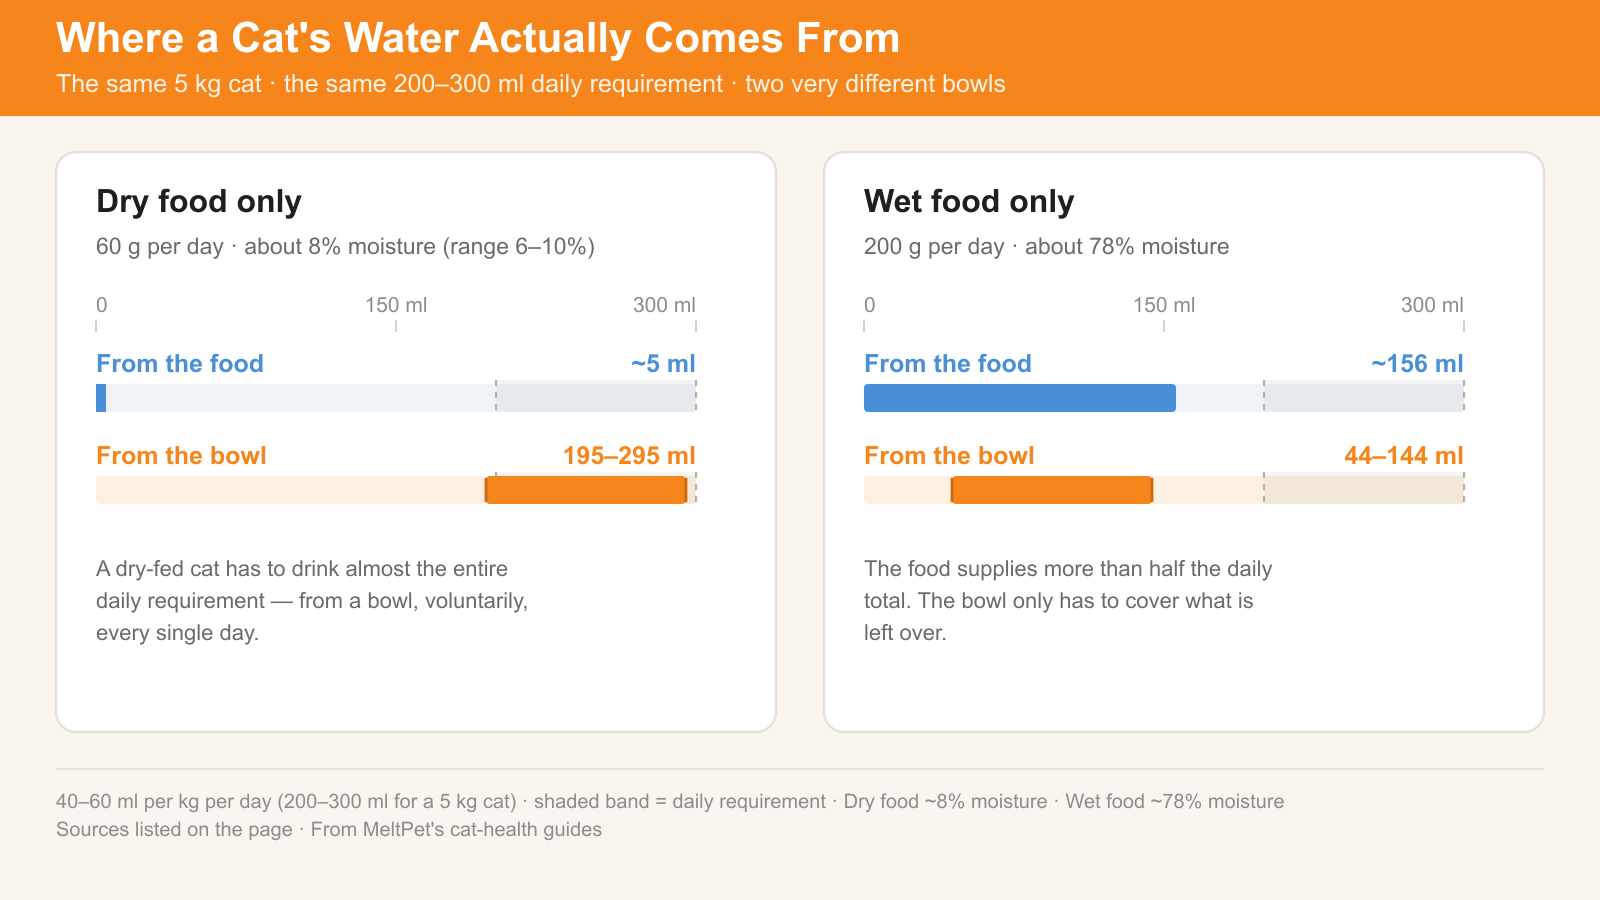 Where a Cat's Water Actually Comes From
The same 5 kg cat · the same 200–300 ml daily requirement · two very different bowls
Dry food only
60 g per day · about 8% moisture (range 6–10%)
0 150 ml 300 ml
From the food ~5 ml
From the bowl 195–295 ml
A dry-fed cat has to drink almost the entire
daily requirement — from a bowl, voluntarily,
every single day.
Wet food only
200 g per day · about 78% moisture
0 150 ml 300 ml
From the food ~156 ml
From the bowl 44–144 ml
The food supplies more than half the daily
total. The bowl only has to cover what is
left over.
40–60 ml per kg per day (200–300 ml for a 5 kg cat) · shaded band = daily requirement · Dry food ~8% moisture · Wet food ~78% moisture
Sources listed on the page · From MeltPet's cat-health guides